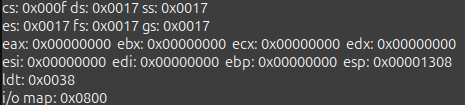 cs: 0x000f ds: 0x0017 ss: 0x0017
es: 0x0017 fs: 0x0017 gs: 0x0017
eax: 0x00000000 ebx: 0x00000000 ecx: 0x00000000 edx: 0x00000000
esi: 0x00000000 edi: 0x00000000 ebp: 0x00000000 esp: 0x00001308
ldt: 0x0038
i/o map: 0x0800